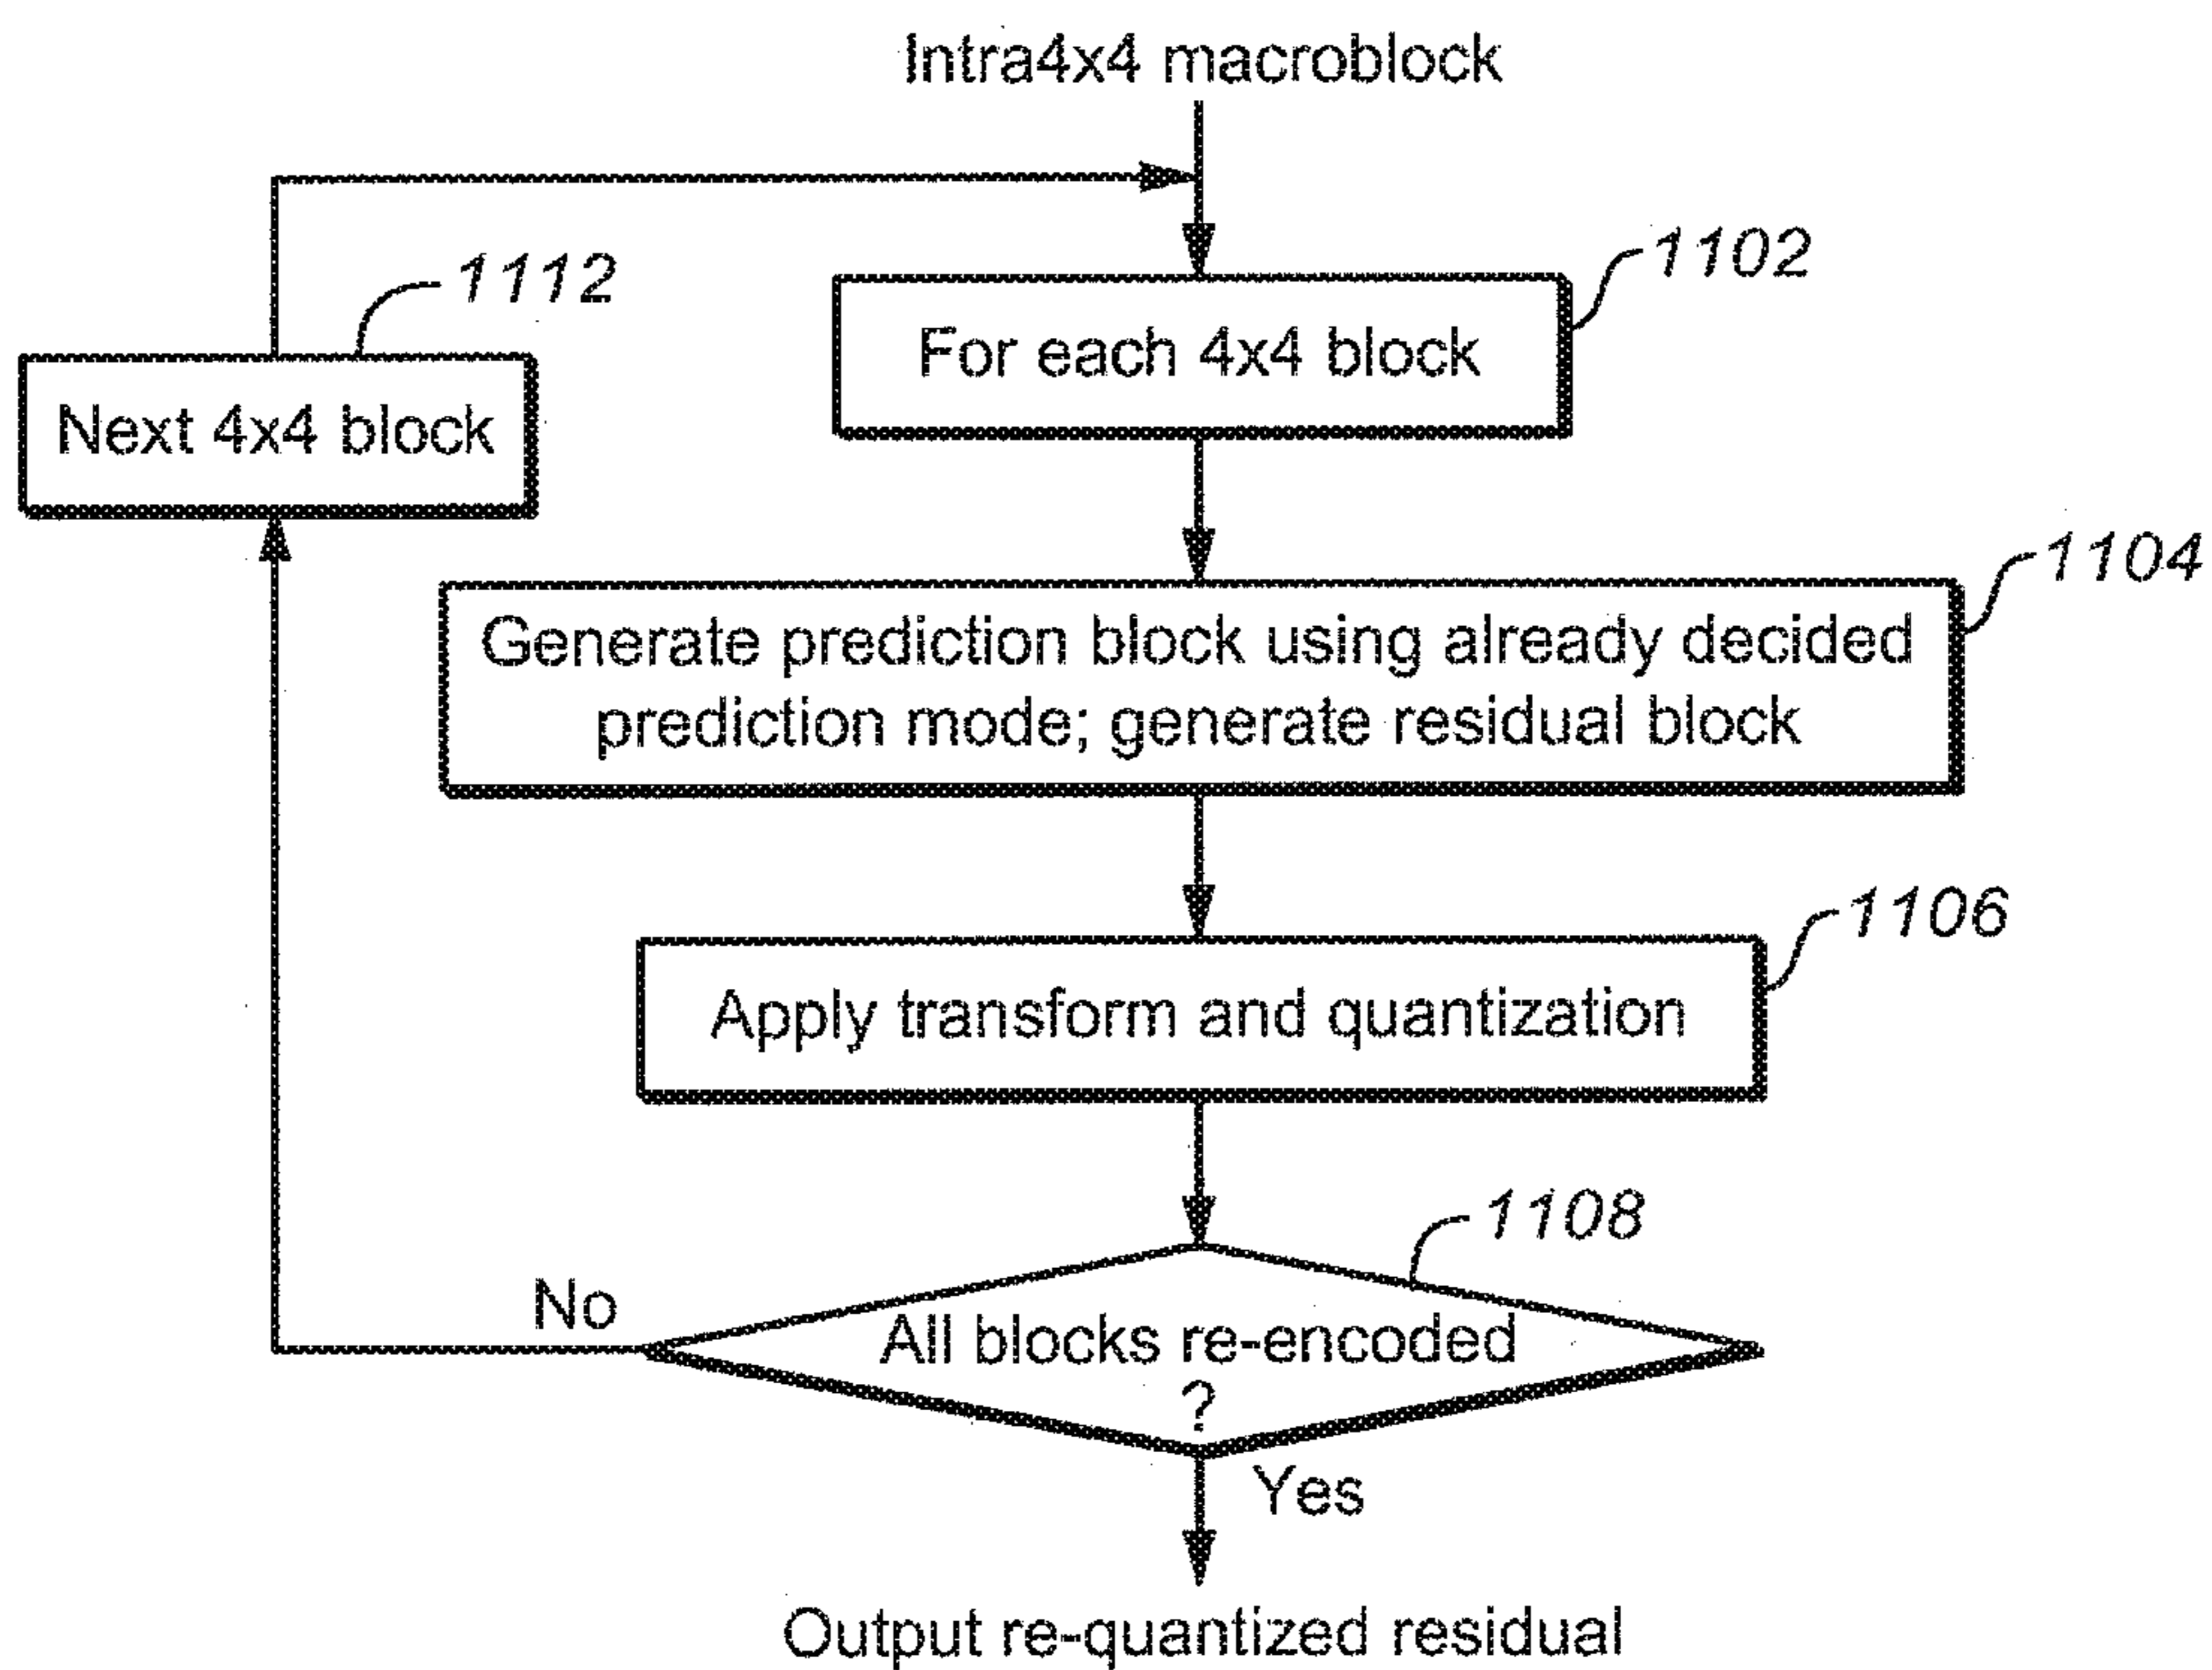 Intra4x4 macroblock
1102
For each 4x4 block
1112
Next 4x4 block
1104
Generate prediction block using already decided
prediction mode; generate residual block
1106
Apply transform and quantization
1108
All blocks re-encoded
?
No
Yes
Output re-quantized residual